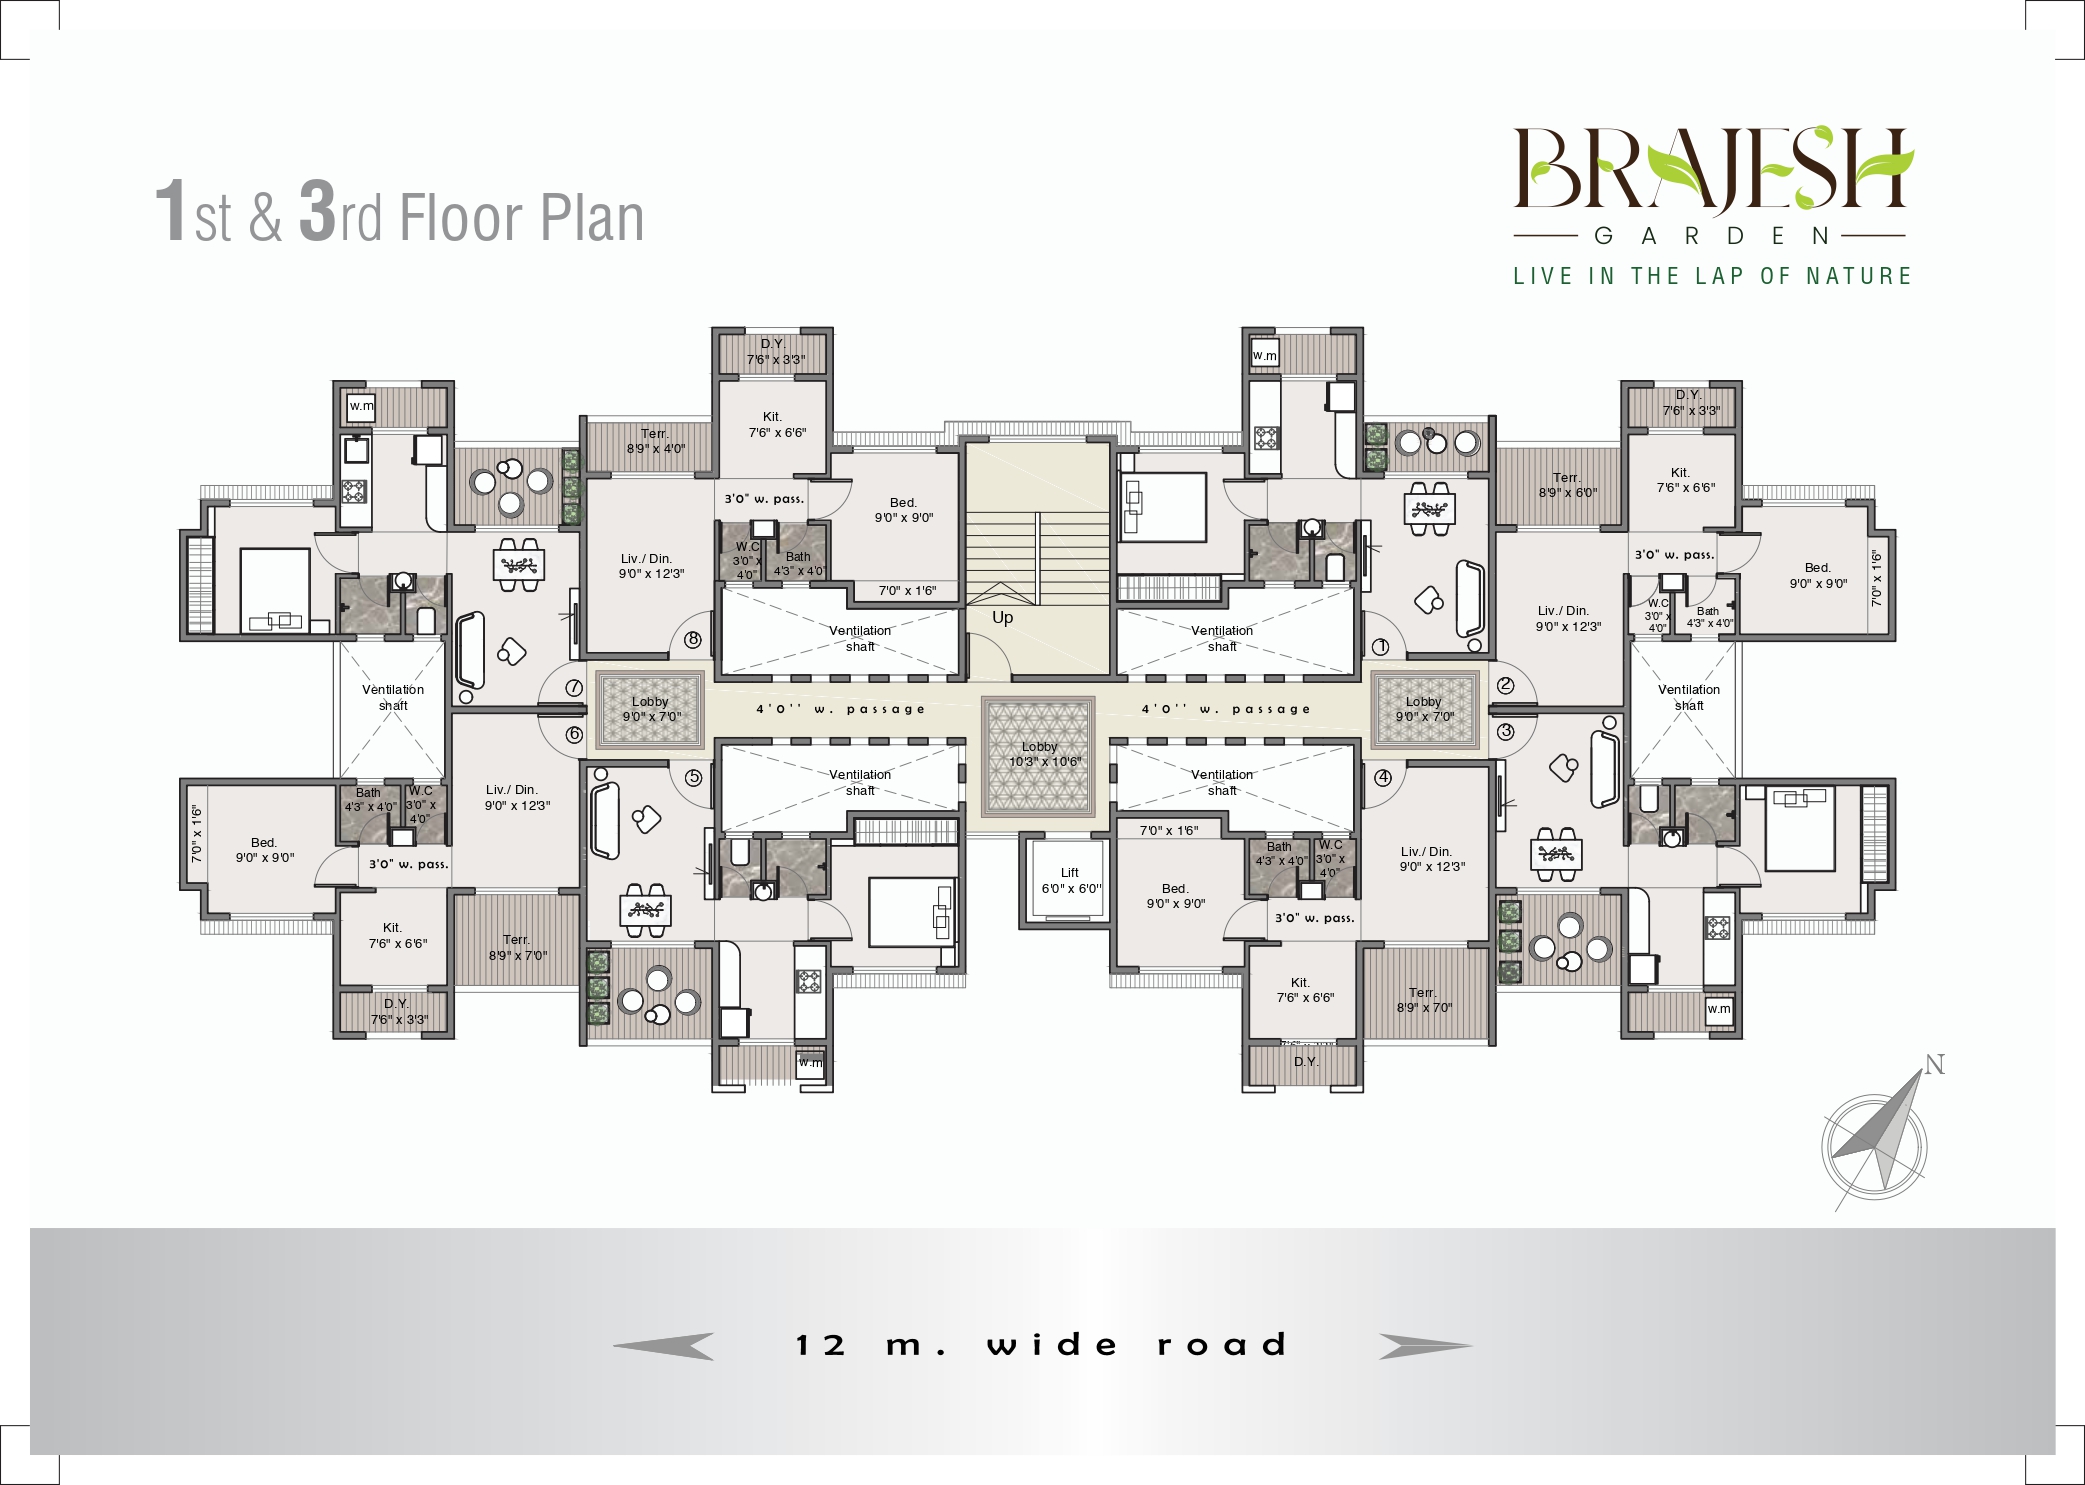 1st & 3rd Floor Plan
BRAJESH
GARDEN
LIVE IN THE LAP OF NATURE
D.Y.
7'6" x 3'3"
w.m
w.m
D.Y.
7'6" x 3'3"
Kit.
7'6" x 6'6"
Terr.
8'9" x 4'0"
Kit.
7'6" x 6'6"
Terr.
8'9" x 6'0"
3'0" w. pass.
Bed.
9'0" x 9'0"
3'0" w. pass.
Liv./ Din.
9'0" x 12'3"
W.C
3'0" x
4'0"
Bath
4'3" x 4'0"
7'0" x 1'6"
Bed.
9'0" x 9'0"
7'0" x 1'6"
Liv./ Din.
9'0" x 12'3"
W.C
3'0" x
4'0"
Bath
4'3" x 4'0"
Up
8
Ventilation
shaft
Ventilation
shaft
1
7
Ventilation
shaft
Lobby
9'0" x 7'0"
4'0'' w. passage
4'0'' w. passage
Lobby
9'0" x 7'0"
2
Ventilation
shaft
6
3
Lobby
10'3" x 10'6"
5
Ventilation
shaft
Ventilation
shaft
4
Bath
4'3" x 4'0"
W.C
3'0" x
4'0"
Liv./ Din.
9'0" x 12'3"
7'0" x 1'6"
Bed.
9'0" x 9'0"
3'0" w. pass.
7'0" x 1'6"
Bath
4'3" x 4'0"
W.C
3'0" x
4'0"
Liv./ Din.
9'0" x 12'3"
Lift
6'0" x 6'0"
Bed.
9'0" x 9'0"
3'0" w. pass.
Kit.
7'6" x 6'6"
Terr.
8'9" x 7'0"
Kit.
7'6" x 6'6"
Terr.
8'9" x 7'0"
D.Y.
7'6" x 3'3"
w.m
D.Y.
w.m
N
12 m. wide road